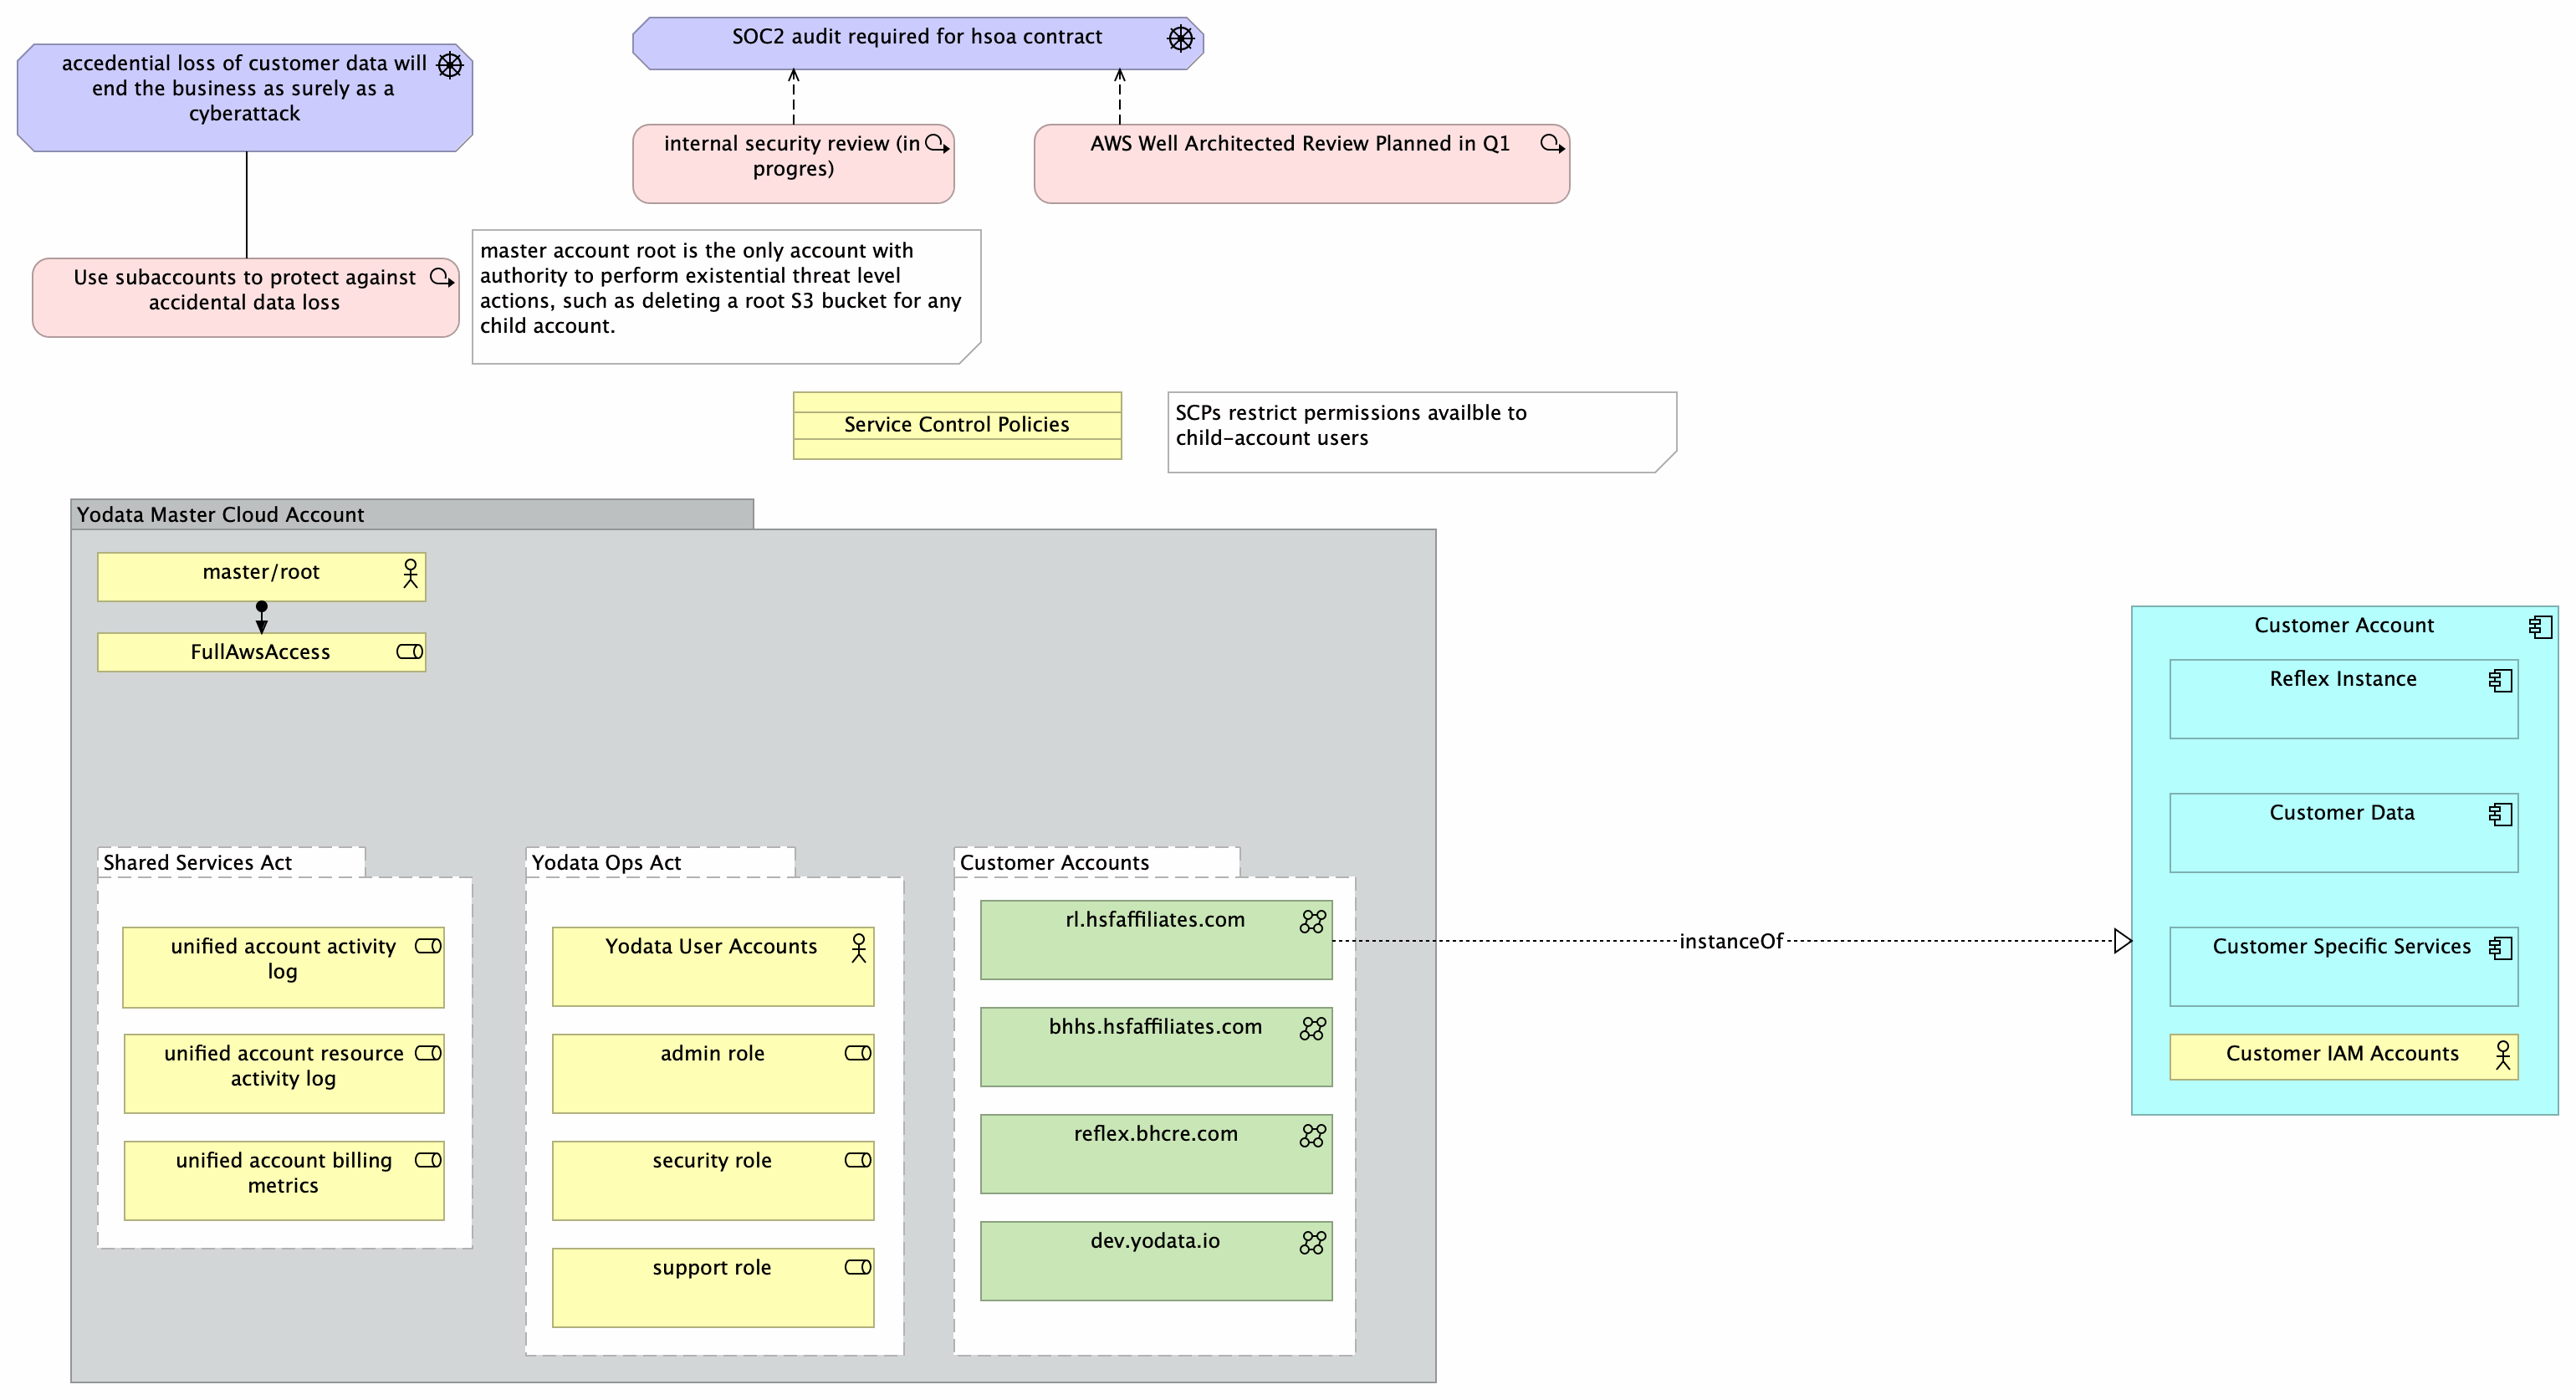 accedential loss of customer data will
end the business as surely as a
cyberattack
SOC2 audit required for hsoa contract
internal security review (in
progres)
AWS Well Architected Review Planned in Q1
Use subaccounts to protect against
accidental data loss
master account root is the only account with
authority to perform existential threat level
actions, such as deleting a root S3 bucket for any
child account.
Service Control Policies
SCPs restrict permissions availble to
child-account users
Yodata Master Cloud Account
master/root
FullAwsAccess
Shared Services Act
unified account activity
log
unified account resource
activity log
unified account billing
metrics
Yodata Ops Act
Yodata User Accounts
admin role
security role
support role
Customer Accounts
rl.hsfaffiliates.com
bhhs.hsfaffiliates.com
reflex.bhcre.com
dev.yodata.io
instanceOf
Customer Account
Reflex Instance
Customer Data
Customer Specific Services
Customer IAM Accounts